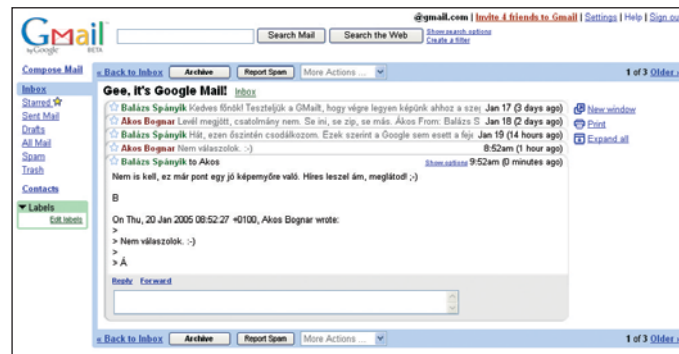 @gmail.com | Invite 4 friends to Gmail | Settings | Help | Sign ou
GMail
by Google
BETA
Search Mail
Search the Web
Show search options
Create a filter
Compose Mail
« Back to Inbox
Archive
Report Spam
More Actions ...
1 of 3 Older ›
Inbox
Starred
Sent Mail
Drafts
All Mail
Spam
Trash
Contacts
Labels
Edit labels
Gee, it's Google Mail! Inbox
Balázs Spányik Kedves főnök! Teszteljük a GMailt, hogy végre legyen képünk ahhoz a sze Jan 17 (3 days ago)
Akos Bognar Levél megjött, csatolmány nem. Se ini, se zip, se más. Ákos From: Balázs S Jan 18 (2 days ago)
Balázs Spányik Hát, ezen őszintén csodálkozom. Ezek szerint a Google sem esett a feje Jan 19 (14 hours ago)
Akos Bognar Nem válaszolok. :-) 8:52am (1 hour ago)
Balázs Spányik to Akos Show options 9:52am (0 minutes ago)
Nem is kell, ez már pont egy jó képernyőre való. Híres leszel ám, meglátod! ;-)
B
On Thu, 20 Jan 2005 08:52:27 +0100, Akos Bognar wrote:
>
> Nem válaszolok. :-)
>
> Á
Reply Forward
New window
Print
Expand all
« Back to Inbox
Archive
Report Spam
More Actions ...
1 of 3 Older ›